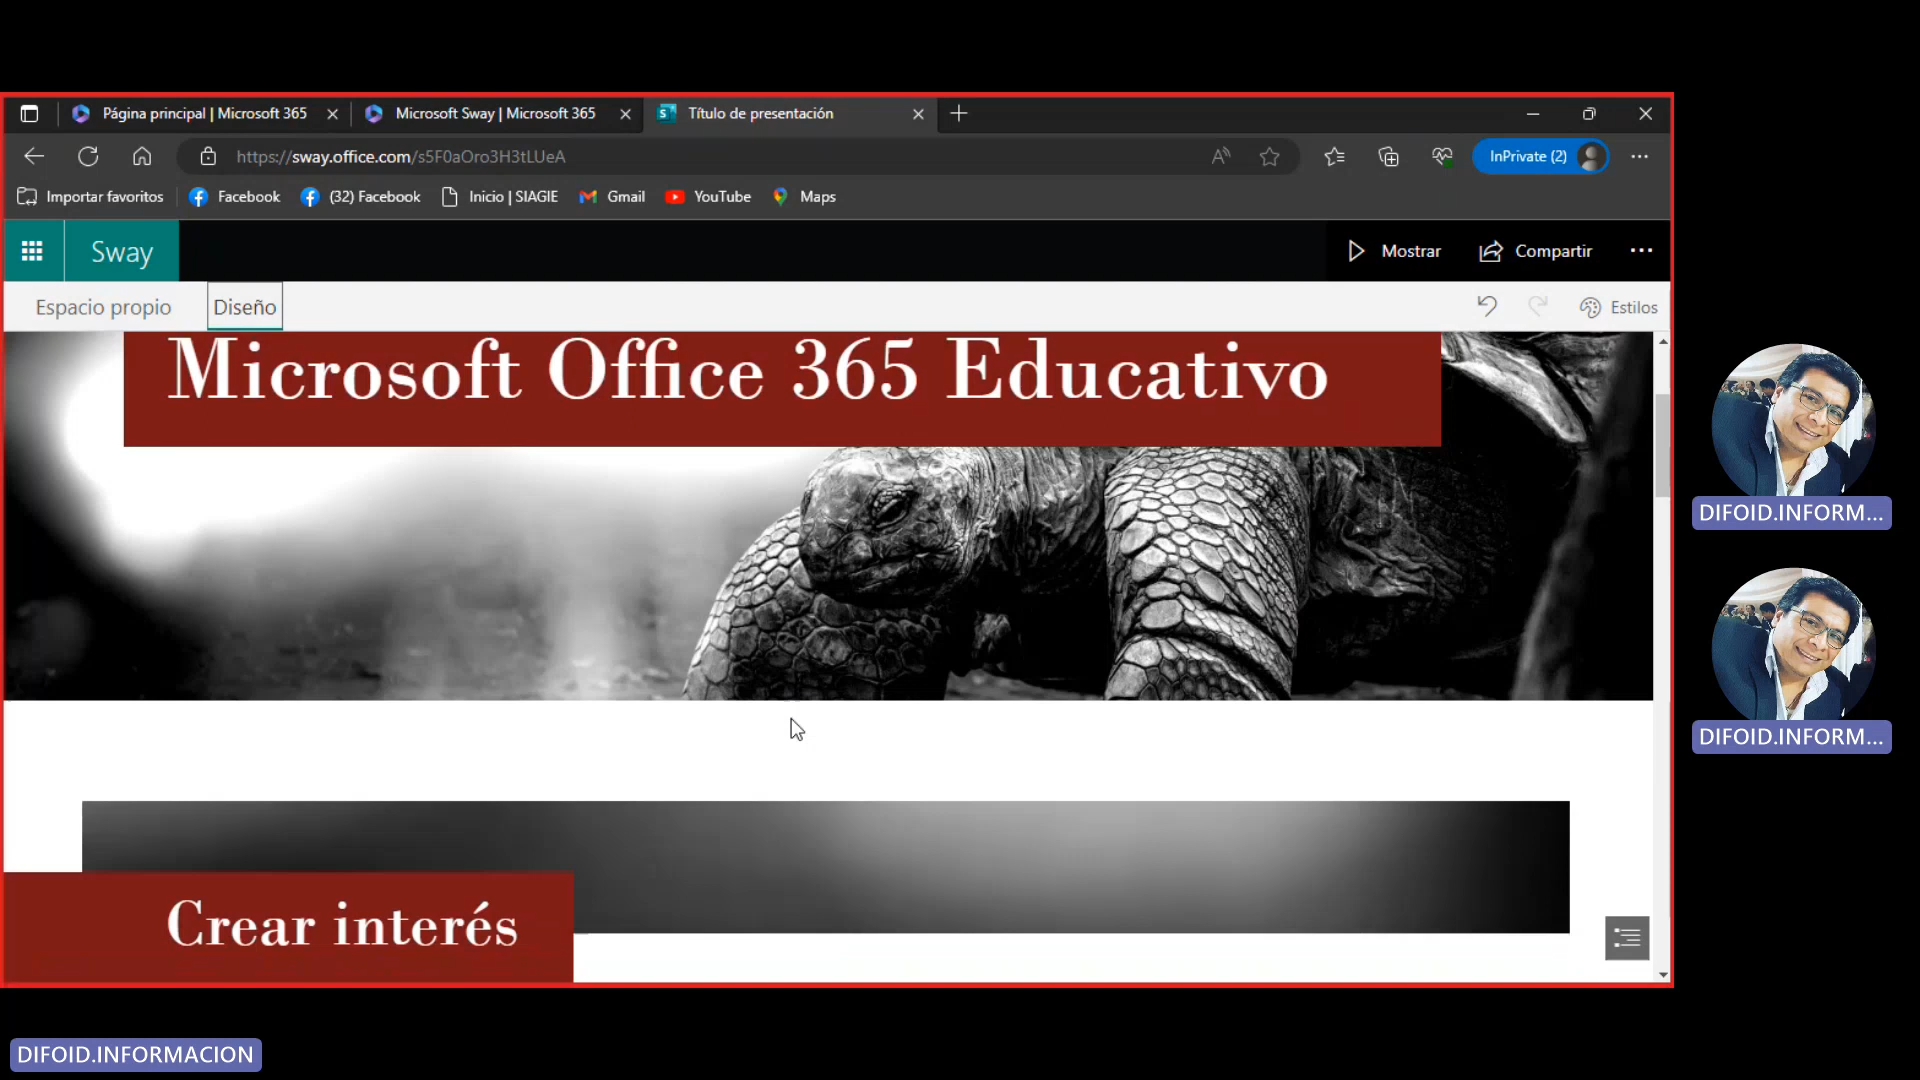 Página principal | Microsoft 365
Microsoft Sway | Microsoft 365
Título de presentación
https://sway.office.com/s5F0aOro3H3tLUeA
InPrivate (2)
Importar favoritos
Facebook
(32) Facebook
Inicio | SIAGIE
Gmail
YouTube
Maps
Sway
Mostrar
Compartir
Espacio propio
Diseño
Estilos
Microsoft Office 365 Educativo
Crear interés
DIFOID.INFORM...
DIFOID.INFORM...
DIFOID.INFORMACION